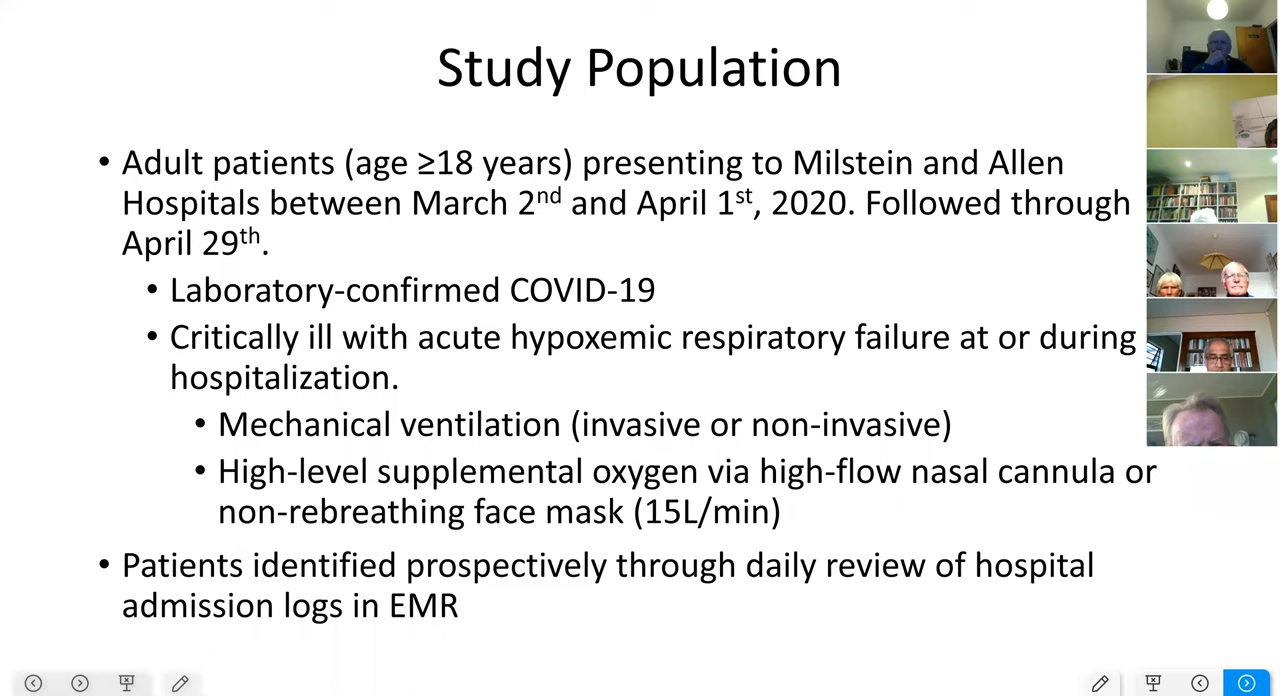 Study Population
• Adult patients (age ≥18 years) presenting to Milstein and Allen
Hospitals between March 2nd and April 1st, 2020. Followed through
April 29th.
• Laboratory-confirmed COVID-19
• Critically ill with acute hypoxemic respiratory failure at or during
hospitalization.
• Mechanical ventilation (invasive or non-invasive)
• High-level supplemental oxygen via high-flow nasal cannula or
non-rebreathing face mask (15L/min)
• Patients identified prospectively through daily review of hospital
admission logs in EMR